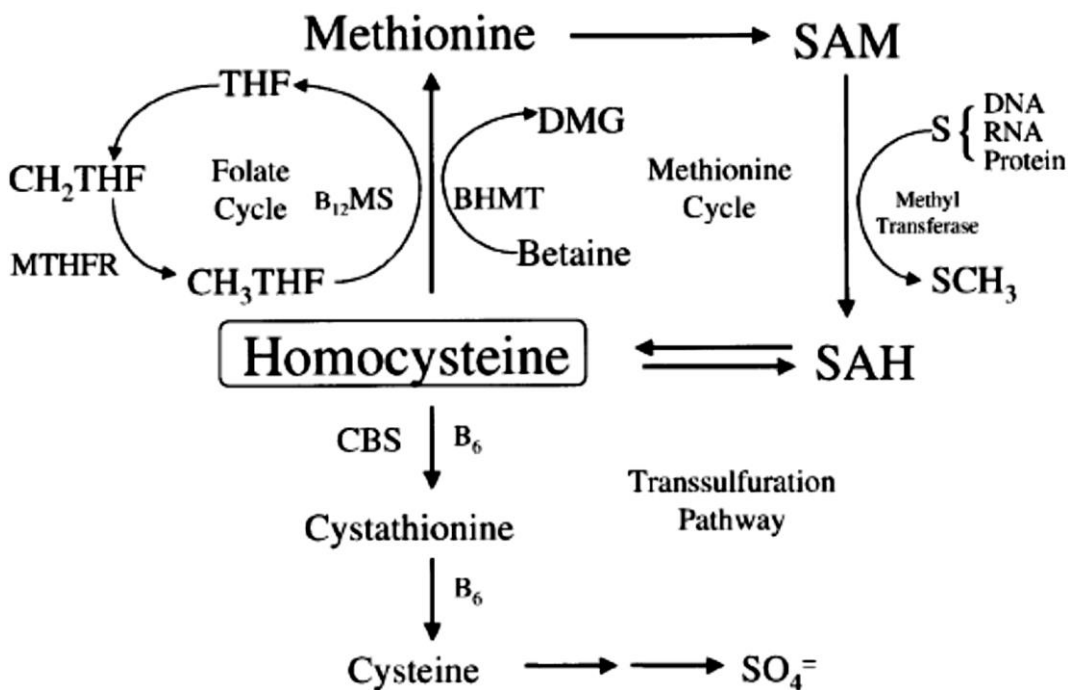 Methionine
SAM
THF
DNA
S { RNA
Protein
DMG
CH₂THF
Folate
Cycle
B₁₂MS
BHMT
Methionine
Cycle
Methyl
Transferase
MTHFR
CH₃THF
Betaine
SCH₃
Homocysteine
SAH
CBS
B₆
Transsulfuration
Pathway
Cystathionine
B₆
Cysteine
SO₄⁼